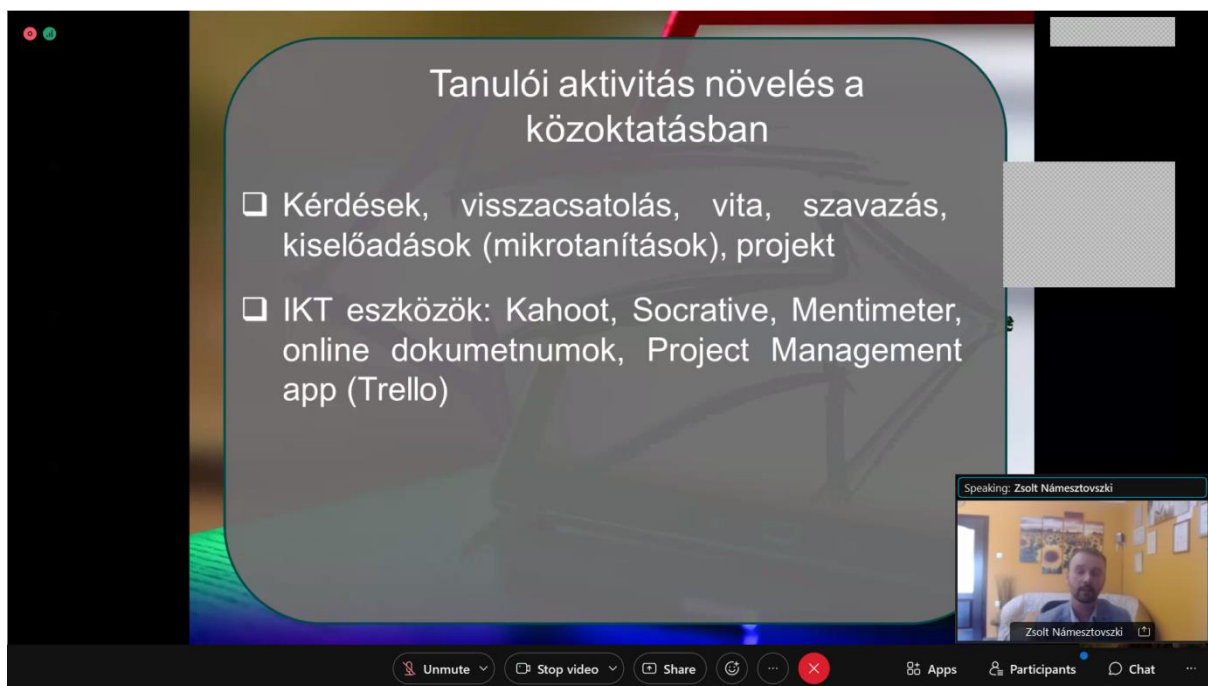 Tanulói aktivitás növelés a
közoktatásban
❑ Kérdések, visszacsatolás, vita, szavazás,
kiselőadások (mikrotanítások), projekt
❑ IKT eszközök: Kahoot, Socrative, Mentimeter,
online dokumetnumok, Project Management
app (Trello)
Speaking: Zsolt Námesztovszki
Zsolt Námesztovszki
Unmute
Stop video
Share
Apps
Participants
Chat